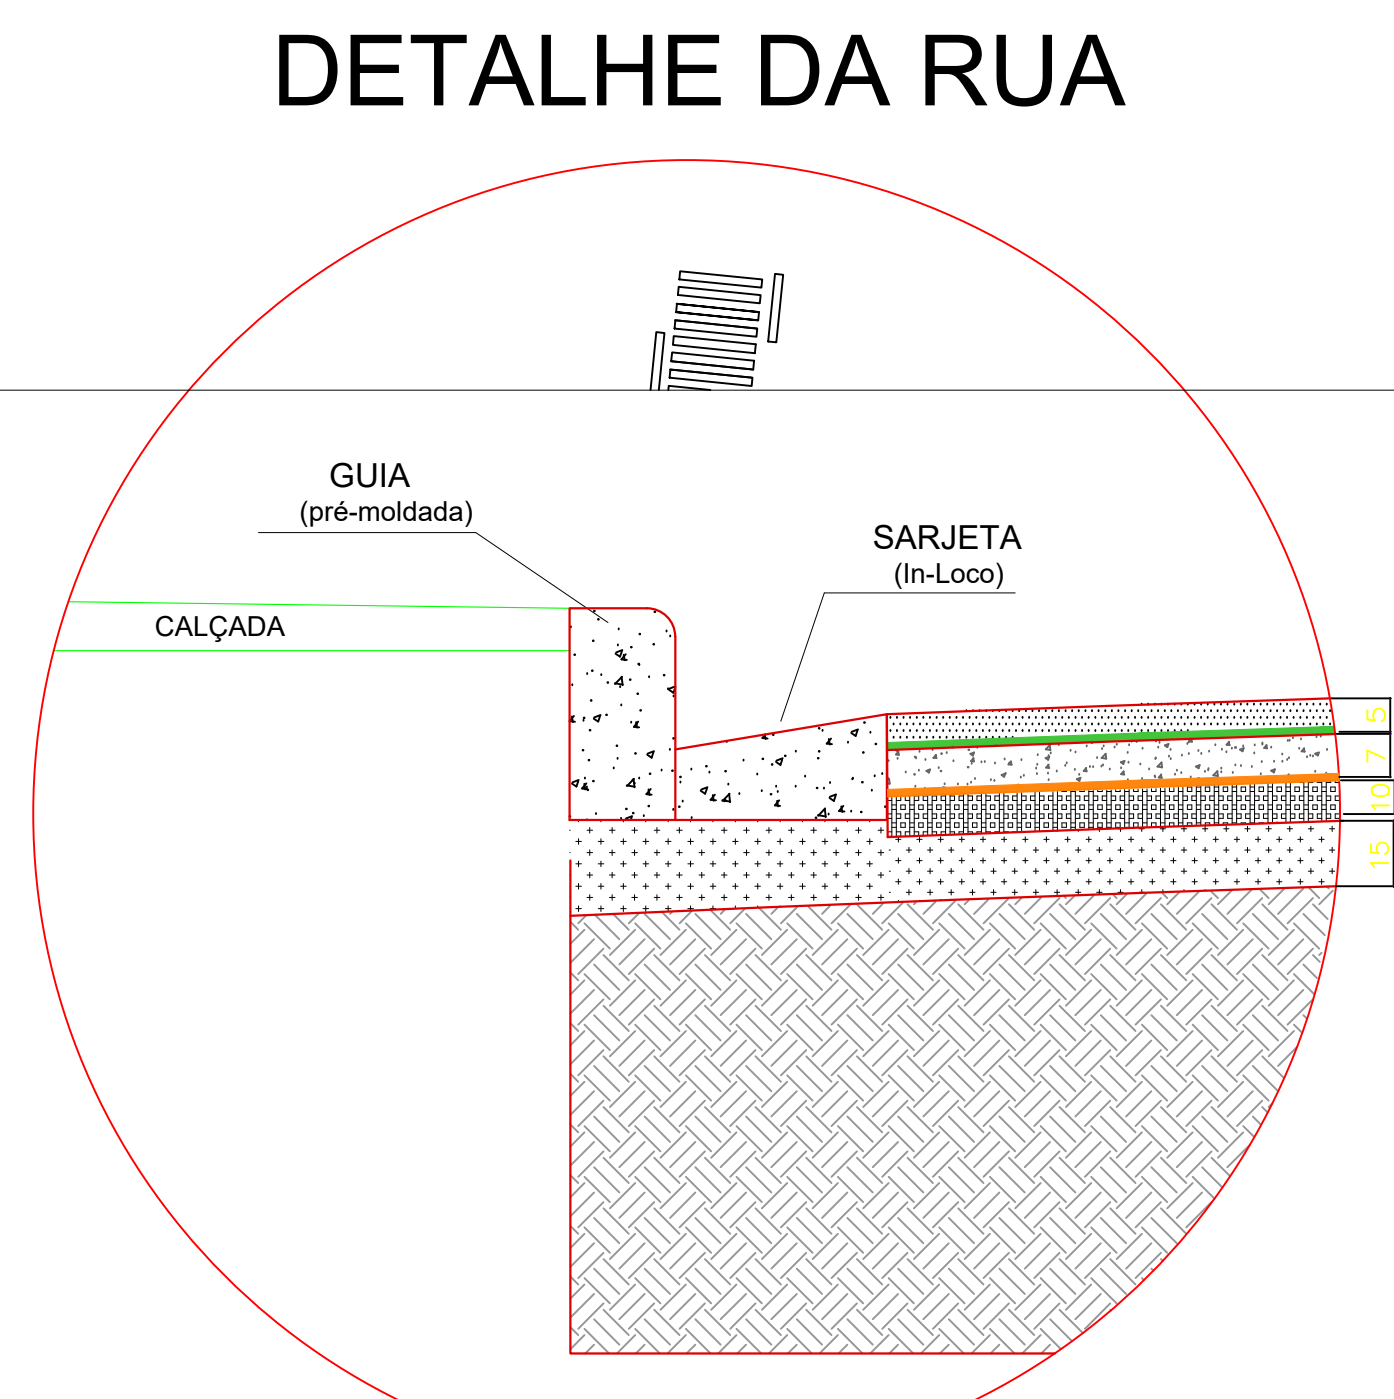 DETALHE DA RUA
GUIA
(pré-moldada)
SARJETA
(In-Loco)
CALÇADA
5
7
10
15